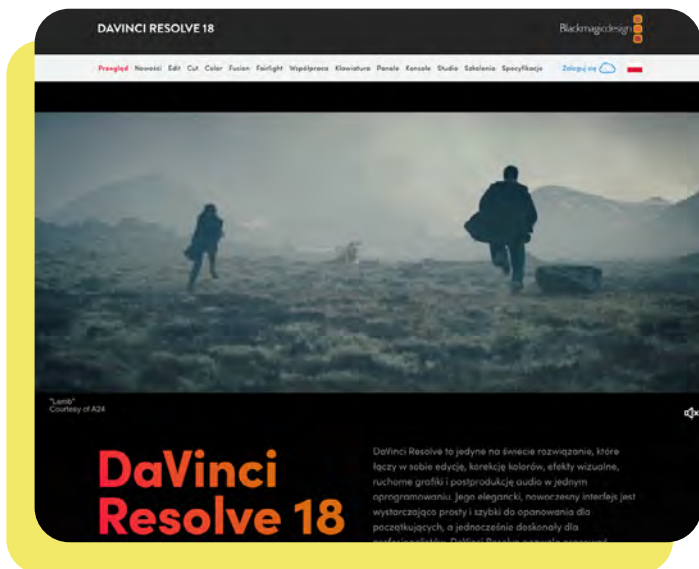 DAVINCI RESOLVE 18
Blackmagicdesign
Przegląd Nowości Edit Cut Color Fusion Fairlight Współpraca Klawiatura Panele Konsole Studio Szkolenia Specyfikacje Zaloguj się
"Lamb"
Courtesy of A24
DaVinci
Resolve 18
DaVinci Resolve to jedyne na świecie rozwiązanie, które
łączy w sobie edycję, korekcję kolorów, efekty wizualne,
ruchome grafiki i postprodukcję audio w jednym
oprogramowaniu. Jego elegancki, nowoczesny interfejs jest
wystarczająco prosty i szybki do opanowania dla
początkujących, a jednocześnie doskonały dla